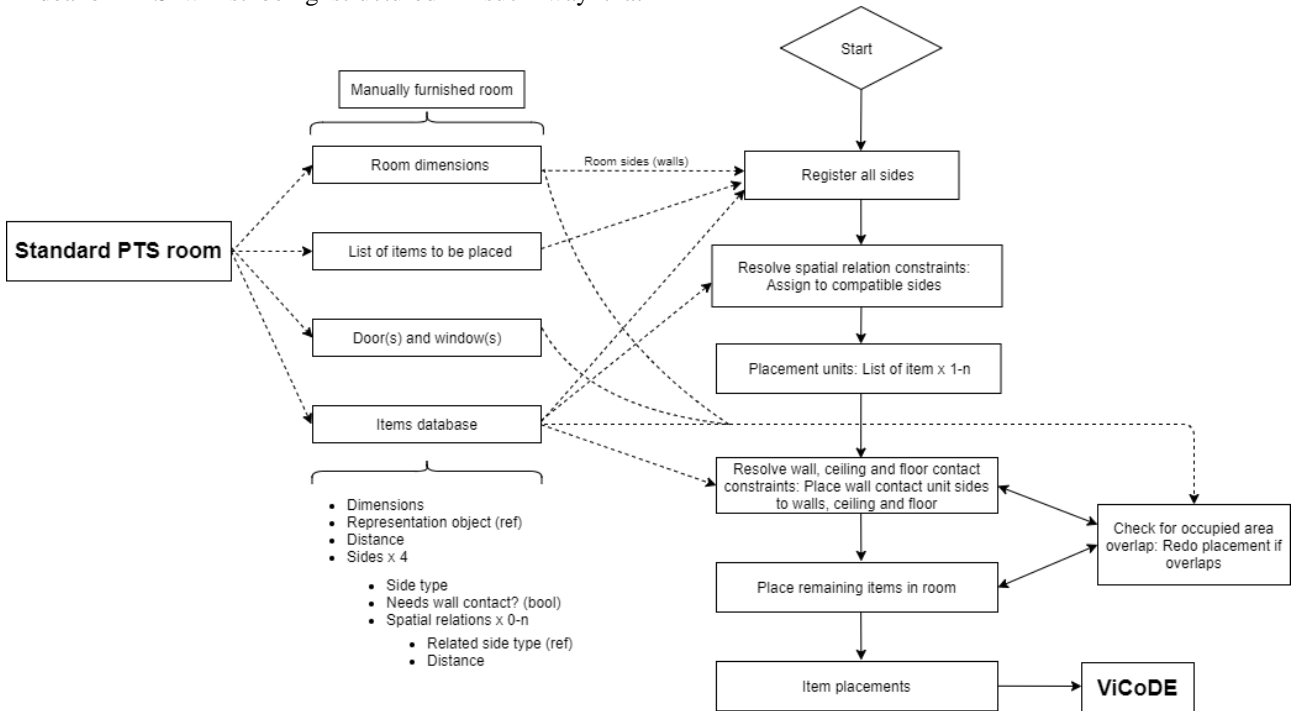 Start
Manually furnished room
Room dimensions
Room sides (walls)
Register all sides
Standard PTS room
List of items to be placed
Resolve spatial relation constraints:
Assign to compatible sides
Door(s) and window(s)
Placement units: List of item x 1-n
Items database
Resolve wall, ceiling and floor contact
constraints: Place wall contact unit sides
to walls, ceiling and floor
• Dimensions
• Representation object (ref)
• Distance
• Sides x 4
• Side type
• Needs wall contact? (bool)
• Spatial relations x 0-n
• Related side type (ref)
• Distance
Check for occupied area
overlap: Redo placement if
overlaps
Place remaining items in room
Item placements
ViCoDE